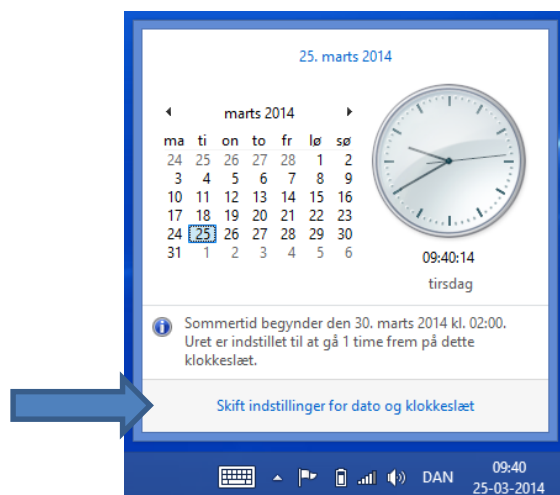 25. marts 2014
marts 2014
ma ti on to fr lø sø
24 25 26 27 28 1 2
3 4 5 6 7 8 9
10 11 12 13 14 15 16
17 18 19 20 21 22 23
24 25 26 27 28 29 30
31 1 2 3 4 5 6
09:40:14
tirsdag
Sommertid begynder den 30. marts 2014 kl. 02:00.
Uret er indstillet til at gå 1 time frem på dette
klokkeslæt.
Skift indstillinger for dato og klokkeslæt
DAN
09:40
25-03-2014